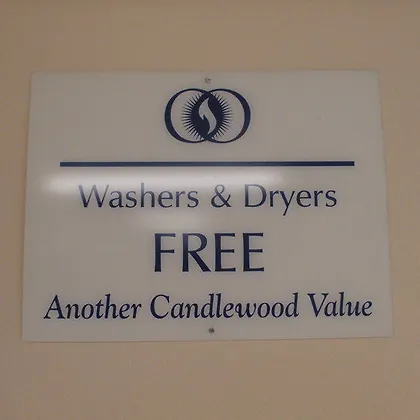 Washers & Dryers
FREE
Another Candlewood Value